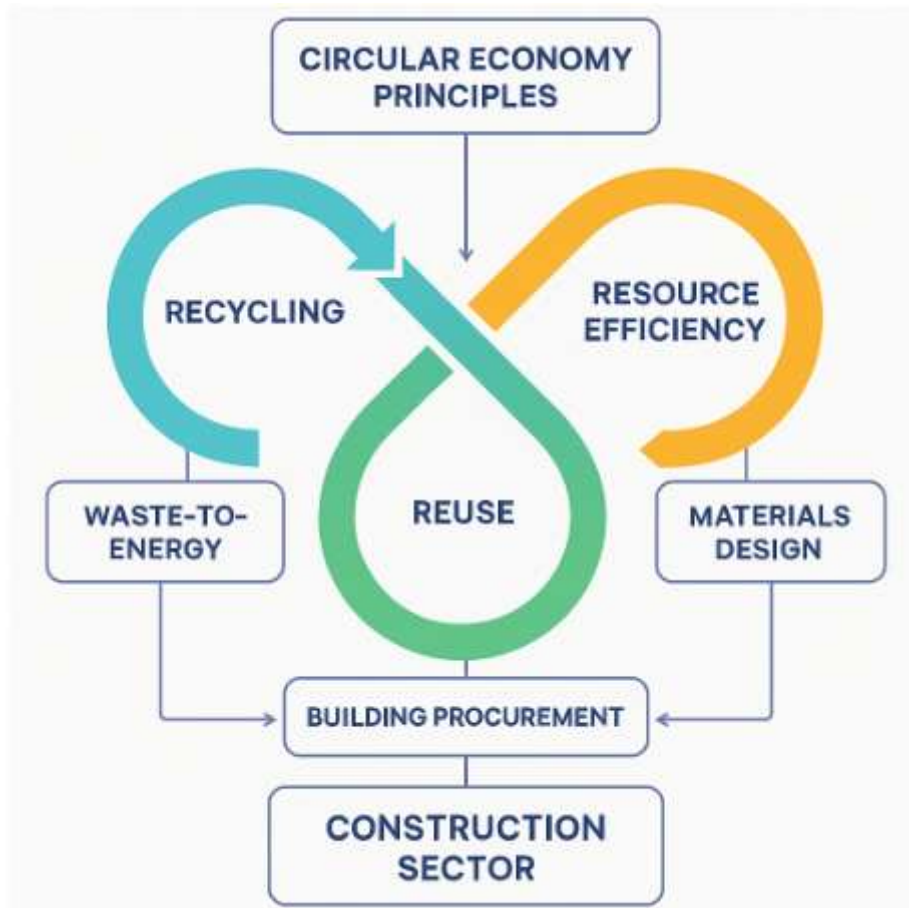 CIRCULAR ECONOMY
PRINCIPLES
RECYCLING
RESOURCE
EFFICIENCY
REUSE
WASTE-TO-
ENERGY
MATERIALS
DESIGN
BUILDING PROCUREMENT
CONSTRUCTION
SECTOR